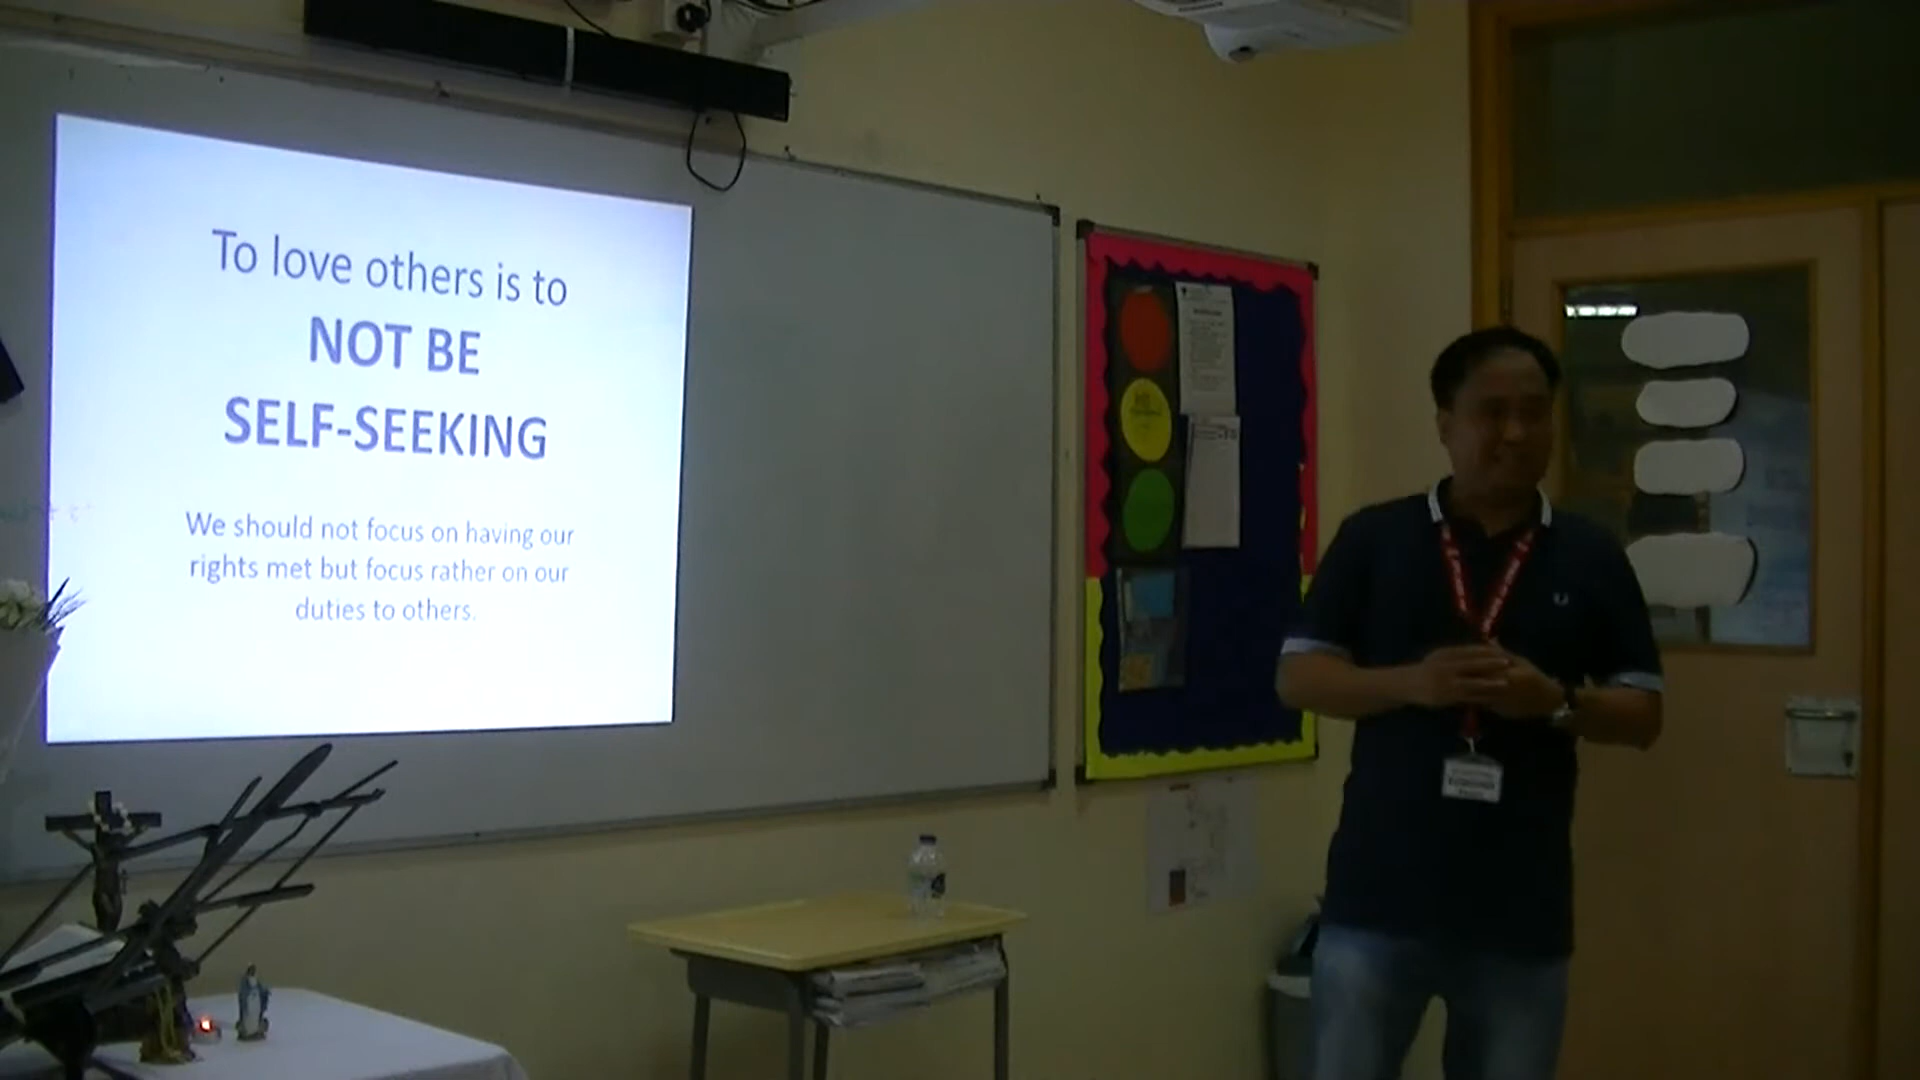 To love others is to
NOT BE
SELF-SEEKING
We should not focus on having our
rights met but focus rather on our
duties to others.